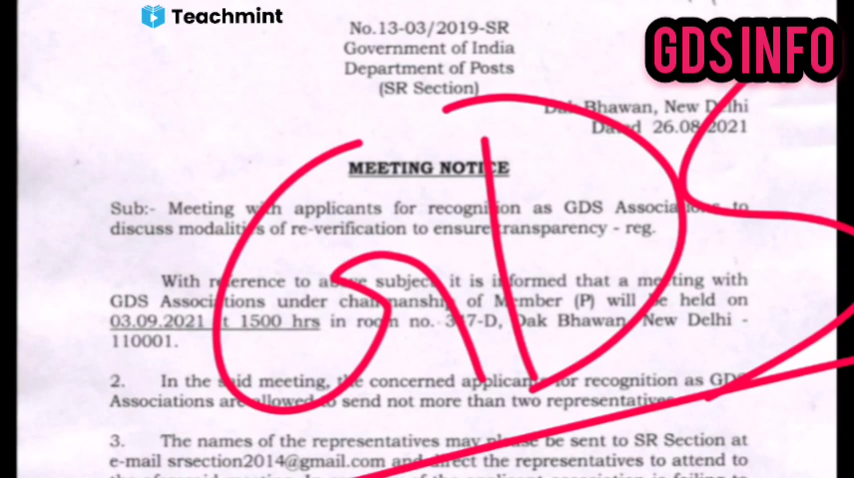 Teachmint
GDS INFO
No.13-03/2019-SR
Government of India
Department of Posts
(SR Section)
Dak Bhawan, New Delhi
Dated 26.08.2021
MEETING NOTICE
Sub:- Meeting with applicants for recognition as GDS Associations to
discuss modalities of re-verification to ensure transparency - reg.
With reference to above subject, it is informed that a meeting with
GDS Associations under chairmanship of Member (P) will be held on
03.09.2021 at 1500 hrs in room no. -D, Dak Bhawan, New Delhi -
110001.
2. In the said meeting, the concerned applicants for recognition as GDS
Associations are allowed to send not more than two representatives.
3. The names of the representatives may please be sent to SR Section at
e-mail srsection2014@gmail.com and direct the representatives to attend to
GDS